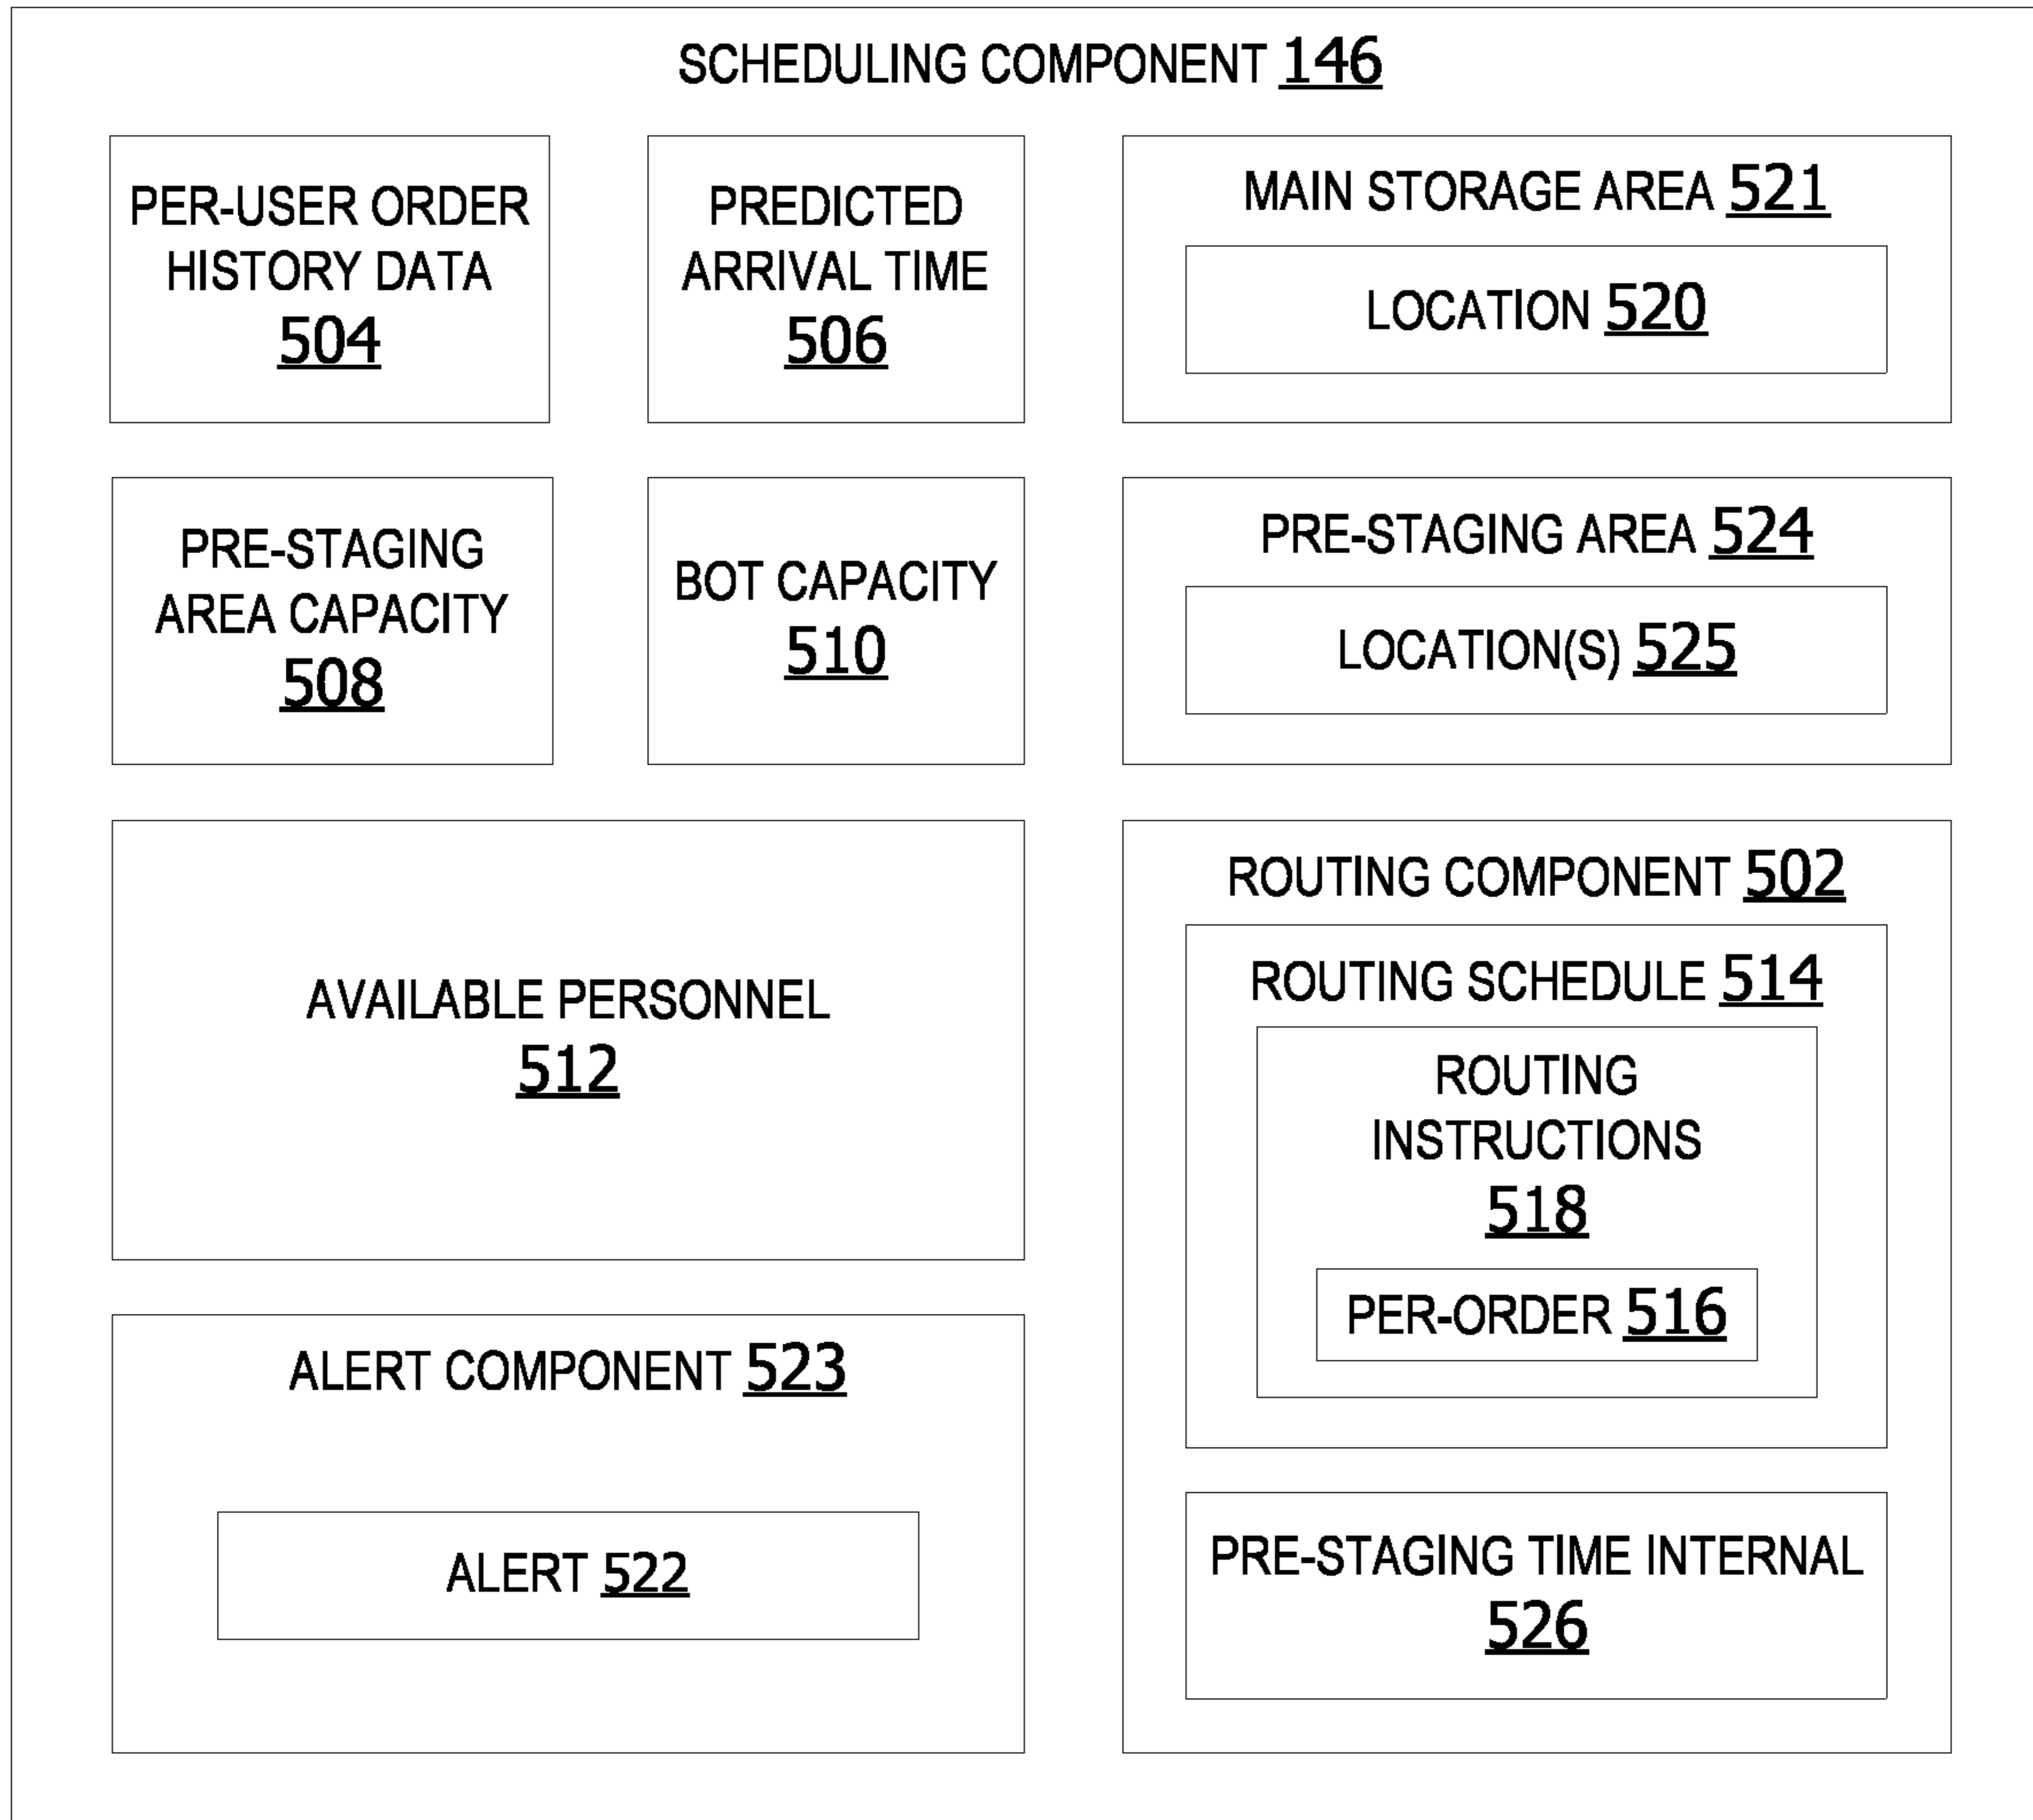 SCHEDULING COMPONENT 146
PER-USER ORDER
HISTORY DATA
504
PREDICTED
ARRIVAL TIME
506
MAIN STORAGE AREA 521
LOCATION 520
PRE-STAGING
AREA CAPACITY
508
BOT CAPACITY
510
PRE-STAGING AREA 524
LOCATION(S) 525
AVAILABLE PERSONNEL
512
ROUTING COMPONENT 502
ROUTING SCHEDULE 514
ROUTING
INSTRUCTIONS
518
PER-ORDER 516
ALERT COMPONENT 523
ALERT 522
PRE-STAGING TIME INTERNAL
526